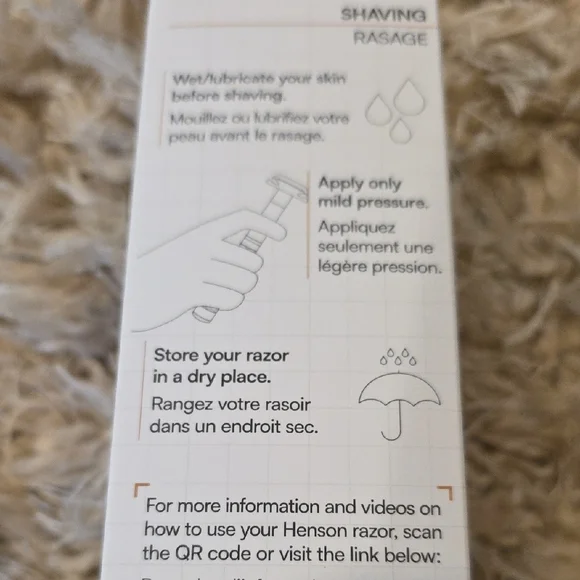 SHAVING
RASAGE
Wet/lubricate your skin
before shaving.
Mouillez ou lubrifiez votre
peau avant le rasage.
Apply only
mild pressure.
Appliquez
seulement une
légère pression.
Store your razor
in a dry place.
Rangez votre rasoir
dans un endroit sec.
For more information and videos on
how to use your Henson razor, scan
the QR code or visit the link below: